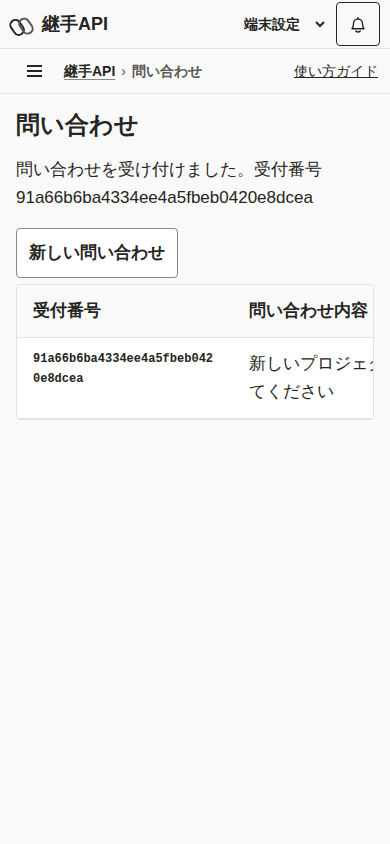 継手API
端末設定
継手API › 問い合わせ
使い方ガイド
問い合わせ
問い合わせを受け付けました。受付番号
91a66b6ba4334ee4a5fbeb0420e8dcea
新しい問い合わせ
受付番号 問い合わせ内容
91a66b6ba4334ee4a5fbeb042
0e8dcea
新しいプロジェ
てください